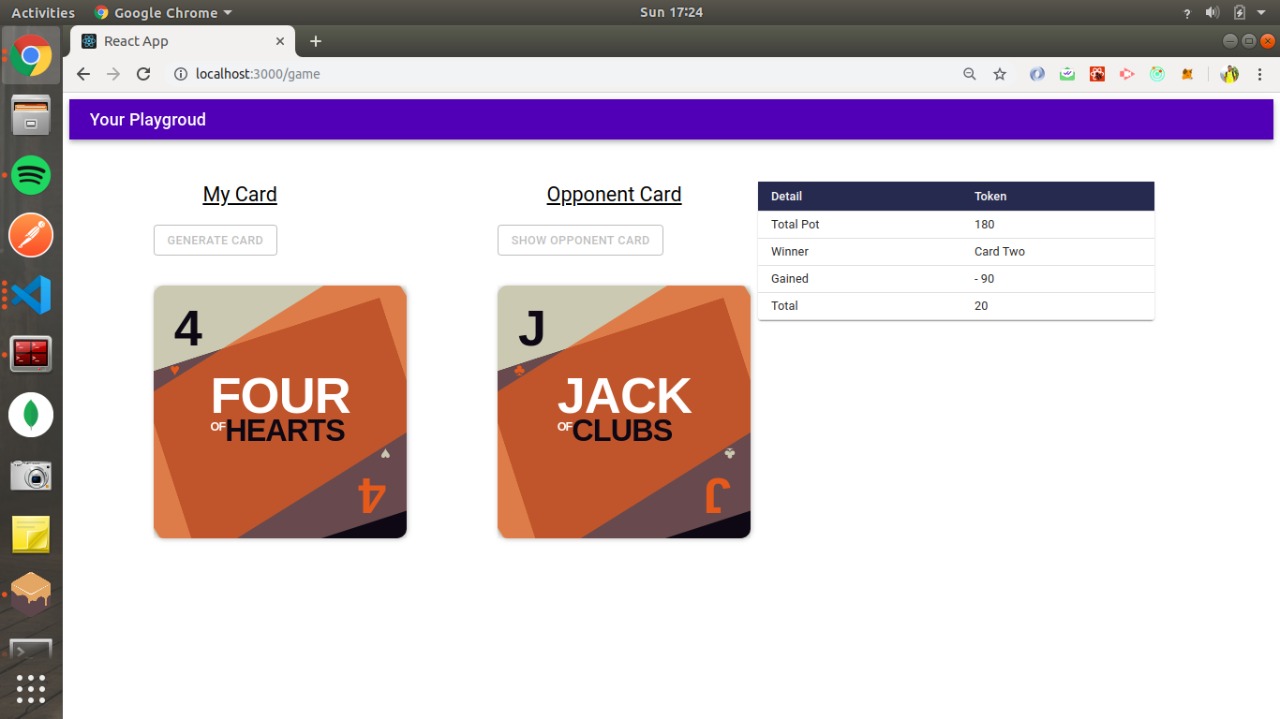 Activities
Google Chrome
Sun 17:24
?
React App
localhost:3000/game
Your Playgroud
My Card
Opponent Card
GENERATE CARD
SHOW OPPONENT CARD
4
FOUR
OF HEARTS
4
J
JACK
OF CLUBS
J
Detail Token
Total Pot 180
Winner Card Two
Gained - 90
Total 20